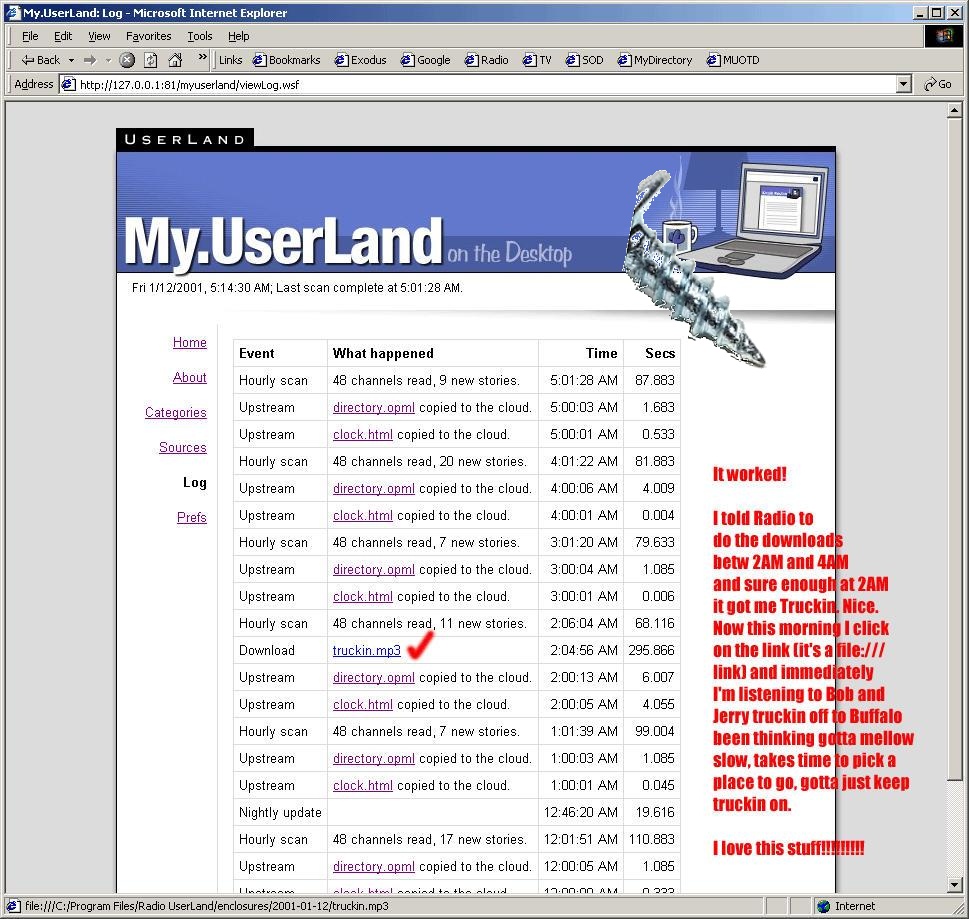 My.UserLand: Log - Microsoft Internet Explorer
File Edit View Favorites Tools Help
Back » Links Bookmarks Exodus Google Radio TV SOD MyDirectory MUOTD
Address http://127.0.0.1:81/myuserland/viewLog.wsf Go
USERLAND
My.UserLand on the Desktop
Fri 1/12/2001, 5:14:30 AM; Last scan complete at 5:01:28 AM.
Home
About
Categories
Sources
Log
Prefs
Event What happened Time Secs
Hourly scan 48 channels read, 9 new stories. 5:01:28 AM 87.883
Upstream directory.opml copied to the cloud. 5:00:03 AM 1.683
Upstream clock.html copied to the cloud. 5:00:01 AM 0.533
Hourly scan 48 channels read, 20 new stories. 4:01:22 AM 81.883
Upstream directory.opml copied to the cloud. 4:00:06 AM 4.009
Upstream clock.html copied to the cloud. 4:00:01 AM 0.004
Hourly scan 48 channels read, 7 new stories. 3:01:20 AM 79.633
Upstream directory.opml copied to the cloud. 3:00:04 AM 1.085
Upstream clock.html copied to the cloud. 3:00:01 AM 0.006
Hourly scan 48 channels read, 11 new stories. 2:06:04 AM 68.116
Download truckin.mp3 2:04:56 AM 295.866
Upstream directory.opml copied to the cloud. 2:00:13 AM 6.007
Upstream clock.html copied to the cloud. 2:00:05 AM 4.055
Hourly scan 48 channels read, 7 new stories. 1:01:39 AM 99.004
Upstream directory.opml copied to the cloud. 1:00:03 AM 1.085
Upstream clock.html copied to the cloud. 1:00:01 AM 0.045
Nightly update 12:46:20 AM 19.616
Hourly scan 48 channels read, 17 new stories. 12:01:51 AM 110.883
Upstream directory.opml copied to the cloud. 12:00:05 AM 1.085
Upstream clock.html copied to the cloud. 12:00:00 AM 0.333
It worked!
I told Radio to
do the downloads
betw 2AM and 4AM
and sure enough at 2AM
it got me Truckin. Nice.
Now this morning I click
on the link (it's a file:///
link) and immediately
I'm listening to Bob and
Jerry truckin off to Buffalo
been thinking gotta mellow
slow, takes time to pick a
place to go, gotta just keep
truckin on.
I love this stuff!!!!!!!!!
file:///C:/Program Files/Radio UserLand/enclosures/2001-01-12/truckin.mp3 Internet